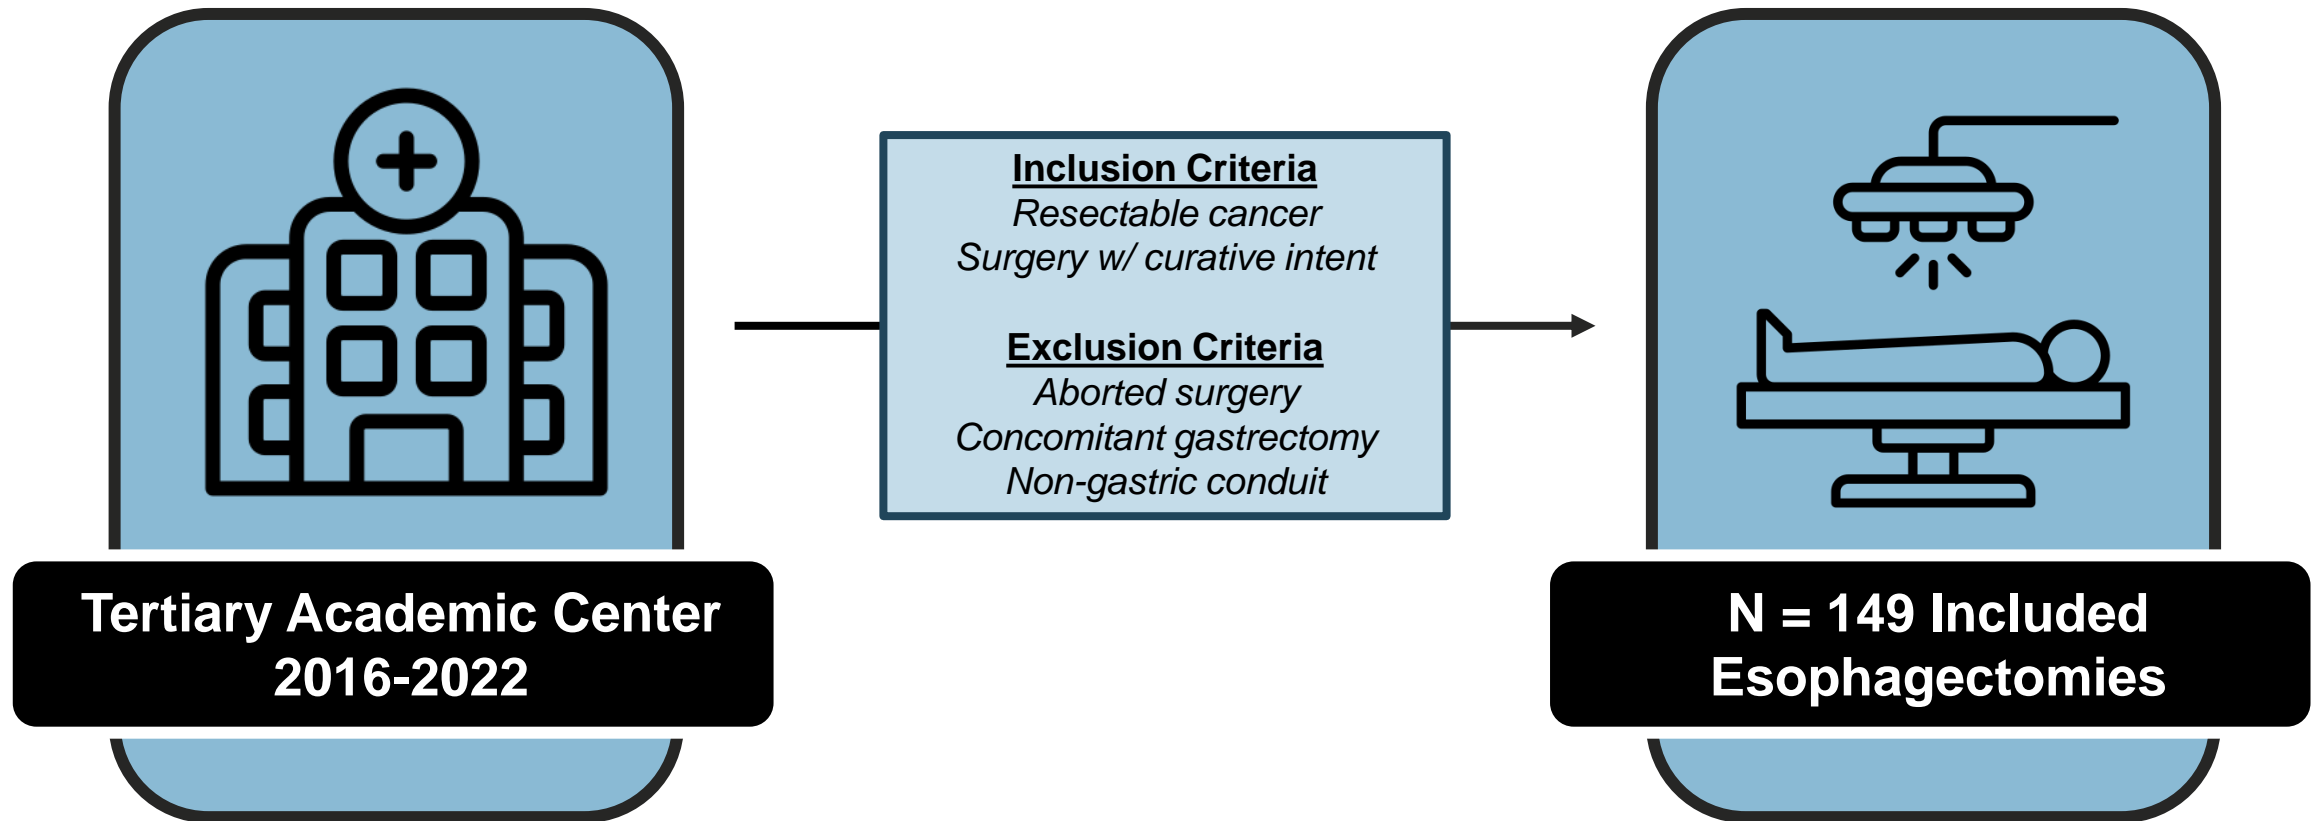 Tertiary Academic Center
2016-2022
Inclusion Criteria
Resectable cancer
Surgery w/ curative intent
Exclusion Criteria
Aborted surgery
Concomitant gastrectomy
Non-gastric conduit
N = 149 Included
Esophagectomies